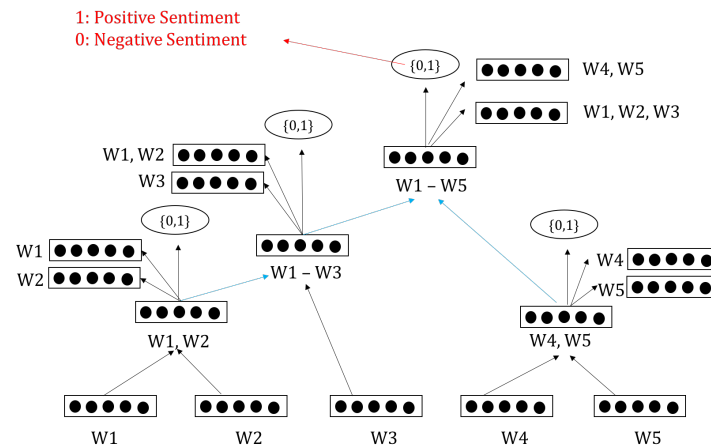 1: Positive Sentiment
0: Negative Sentiment
{0,1}
W4, W5
W1, W2, W3
{0,1}
W1, W2
W3
W1 – W5
{0,1}
{0,1}
W1
W2
W1 – W3
W4
W5
W1, W2
W4, W5
W1
W2
W3
W4
W5